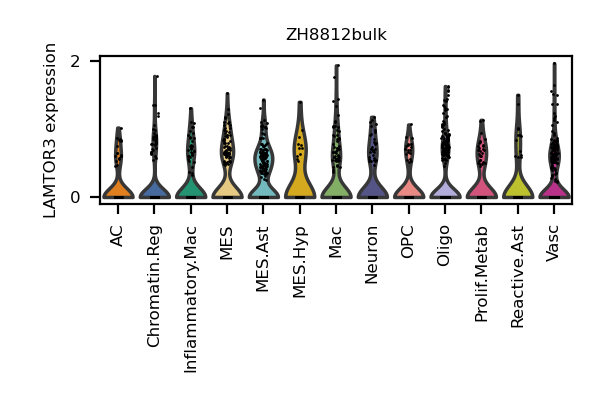 ZH8812bulk
LAMTOR3 expression
2
0
AC
Chromatin.Reg
Inflammatory.Mac
MES
MES.Ast
MES.Hyp
Mac
Neuron
OPC
Oligo
Prolif.Metab
Reactive.Ast
Vasc